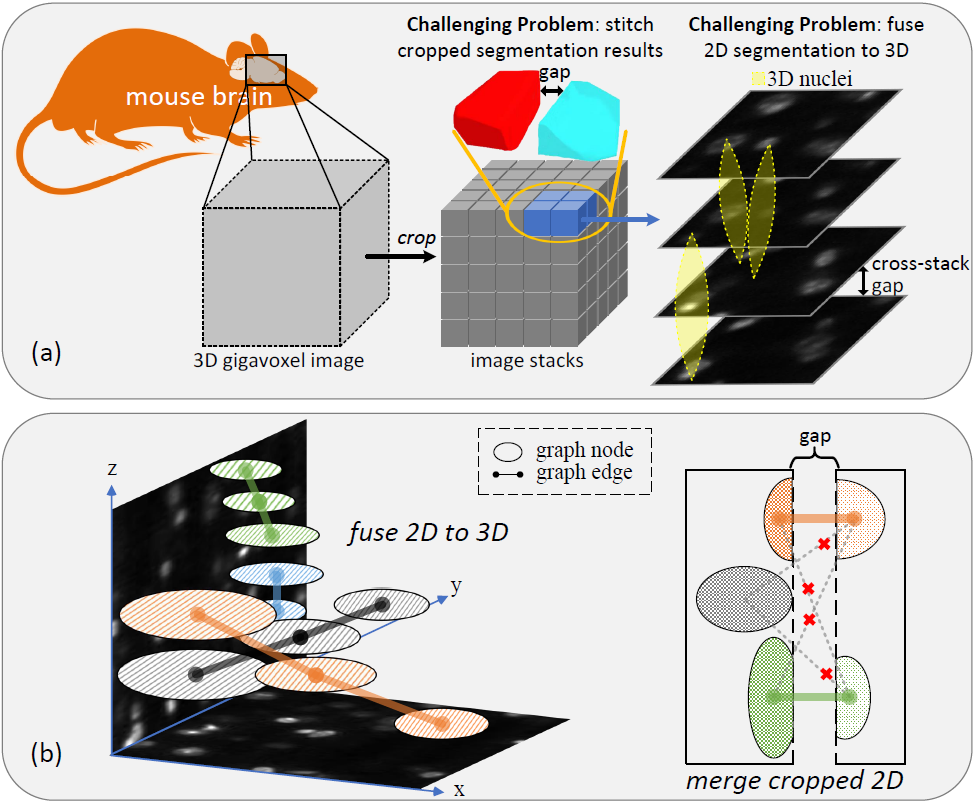 Challenging Problem: stitch
cropped segmentation results
gap
Challenging Problem: fuse
2D segmentation to 3D
3D nuclei
mouse brain
crop
cross-stack
gap
(a)
3D gigavoxel image
image stacks
z
graph node
graph edge
fuse 2D to 3D
y
x
(b)
gap
merge cropped 2D